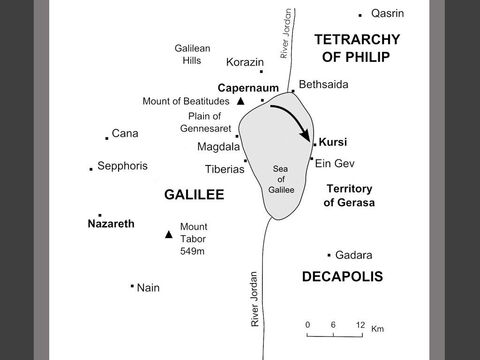 Qasrin
River Jordan
TETRARCHY
OF PHILIP
Galilean
Hills
Korazin
Bethsaida
Capernaum
Mount of Beatitudes
Plain of
Gennesaret
Cana
Magdala
Kursi
Sepphoris
Tiberias
Ein Gev
Sea
of
Galilee
GALILEE
Territory
of Gerasa
Nazareth
Mount
Tabor
549m
Gadara
DECAPOLIS
Nain
River Jordan
0 6 12
Km